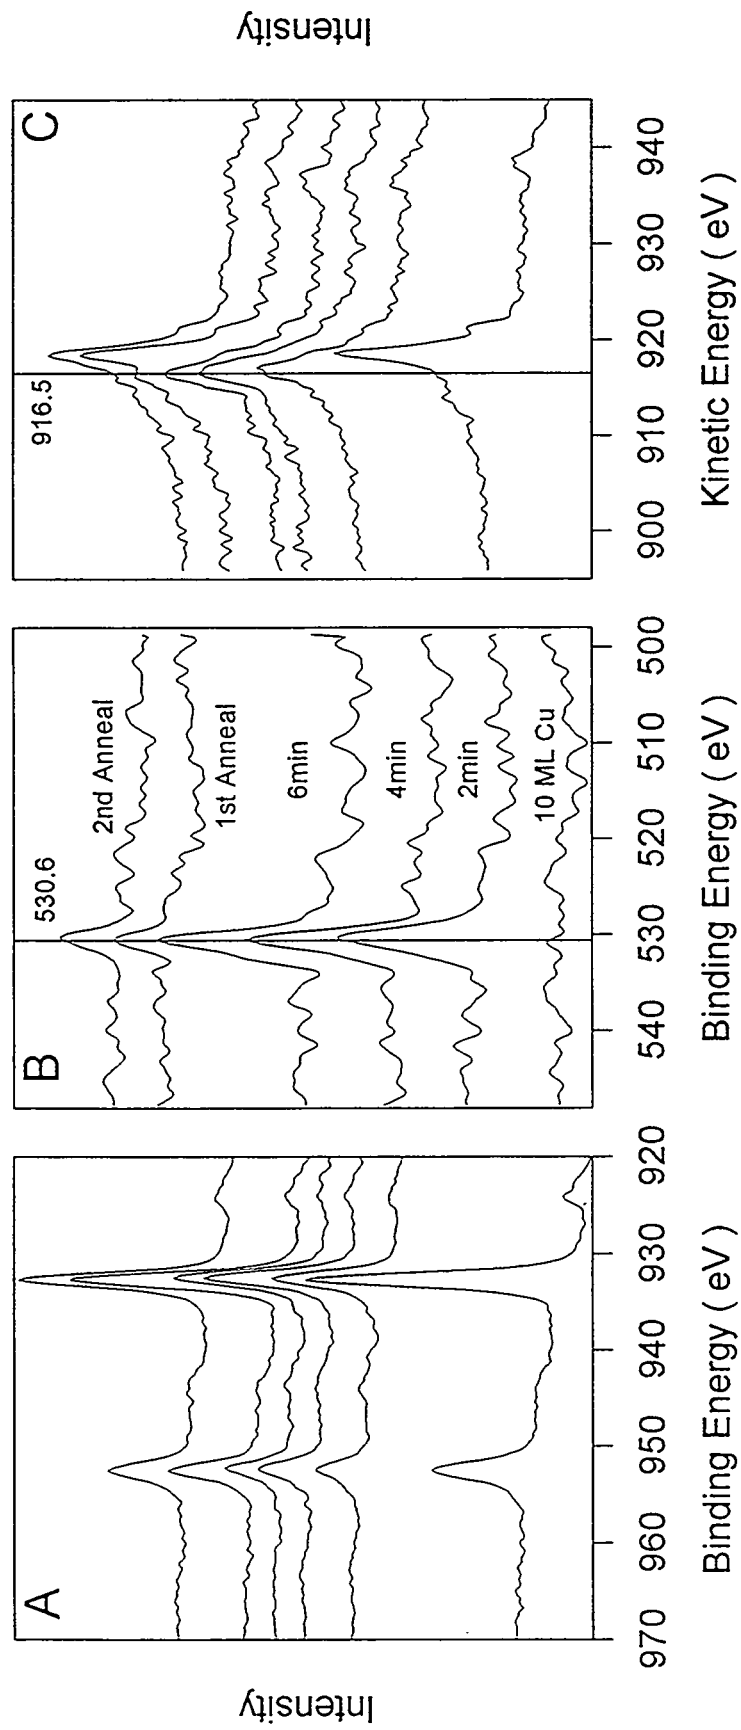 Intensity
A
970 960 950 940 930 920
Binding Energy ( eV )
B
530.6
2nd Anneal
1st Anneal
6min
4min
2min
10 ML Cu
540 530 520 510 500
Binding Energy ( eV )
C
916.5
900 910 920 930 940
Kinetic Energy ( eV )
Intensity